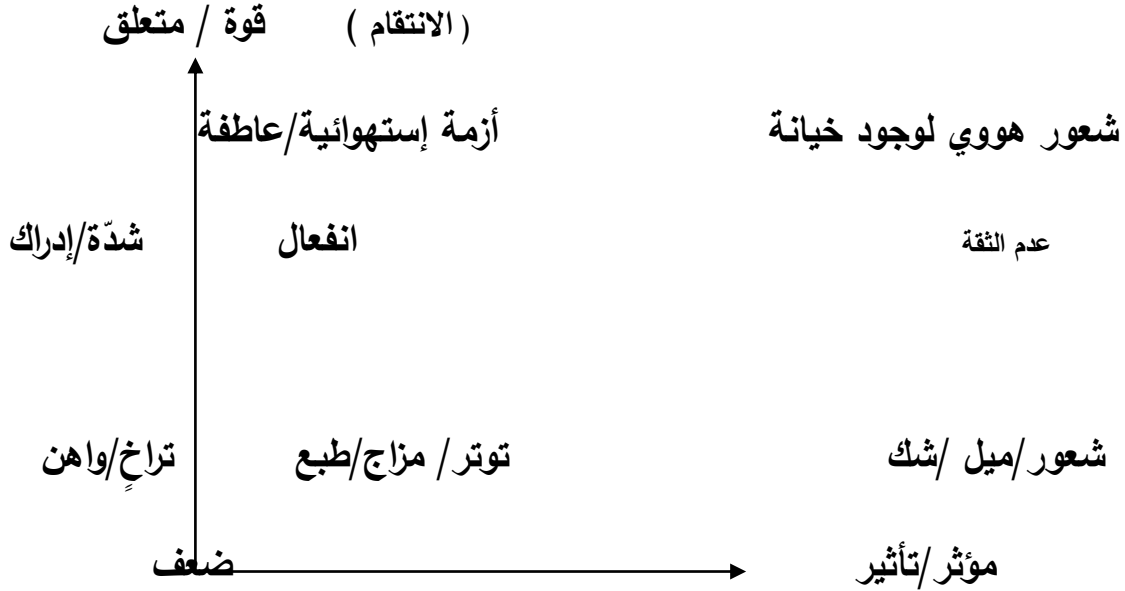 قوة / متعلق ( الانتقام )
أزمة إستهوائية/عاطفة شعور هووي لوجود خيانة
شدّة/إدراك انفعال عدم الثقة
تراخٍ/واهن توتر/ مزاج/طبع شعور/ميل /شك
ضعف مؤثر/تأثير